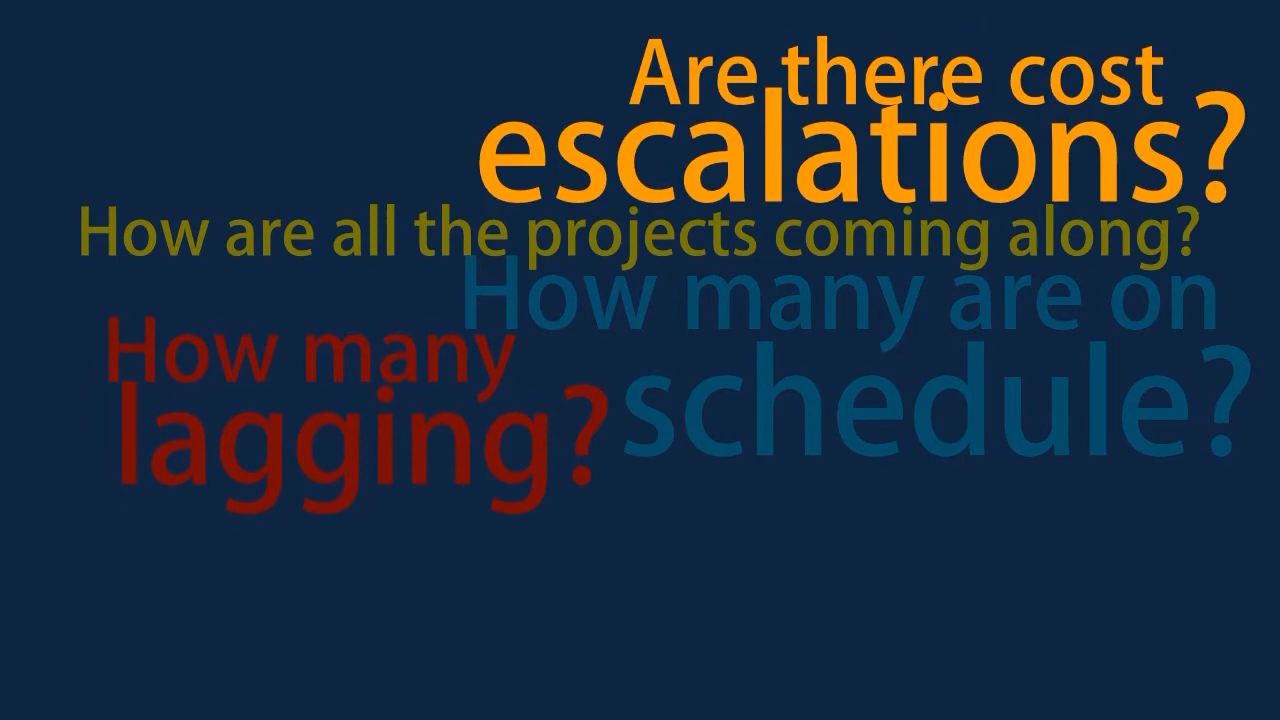 Are there cost
escalations?
How are all the projects coming along?
How many are on
schedule?
How many
lagging?